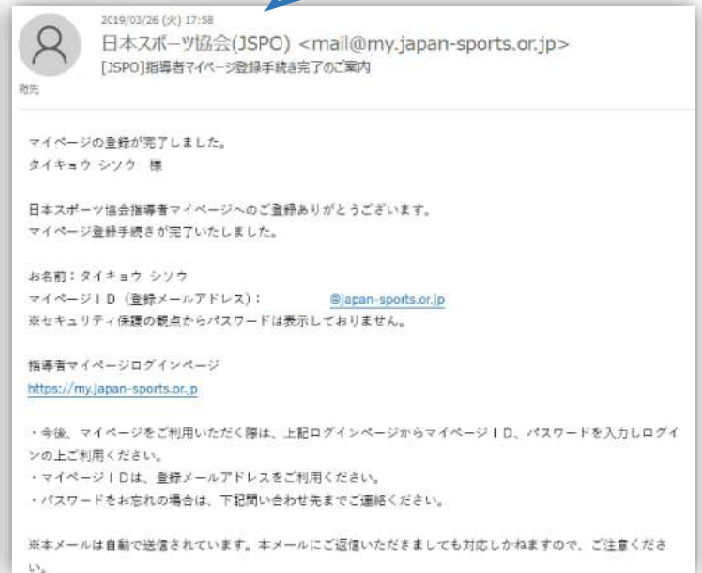 2019/03/26 (火) 17:58
日本スポーツ協会(JSPO) <mail@my.japan-sports.or.jp>
[JSPO]指導者マイページ登録手続き完了のご案内
宛先
マイページの登録が完了しました。
タイキョウ シソウ 様
日本スポーツ協会指導者マイページへのご登録ありがとうございます。
マイページ登録手続きが完了いたしました。
お名前：タイキョウ シソウ
マイページＩＤ（登録メールアドレス）： @japan-sports.or.jp
※セキュリティ保護の観点からパスワードは表示しておりません。
指導者マイページログインページ
https://my.japan-sports.or.jp
・今後、マイページをご利用いただく際は、上記ログインページからマイページＩＤ、パスワードを入力しログイ
ンの上ご利用ください。
・マイページＩＤは、登録メールアドレスをご利用ください。
・パスワードをお忘れの場合は、下記問い合わせ先までご連絡ください。
※本メールは自動で送信されています。本メールにご返信いただきましても対応しかねますので、ご注意くださ
い。